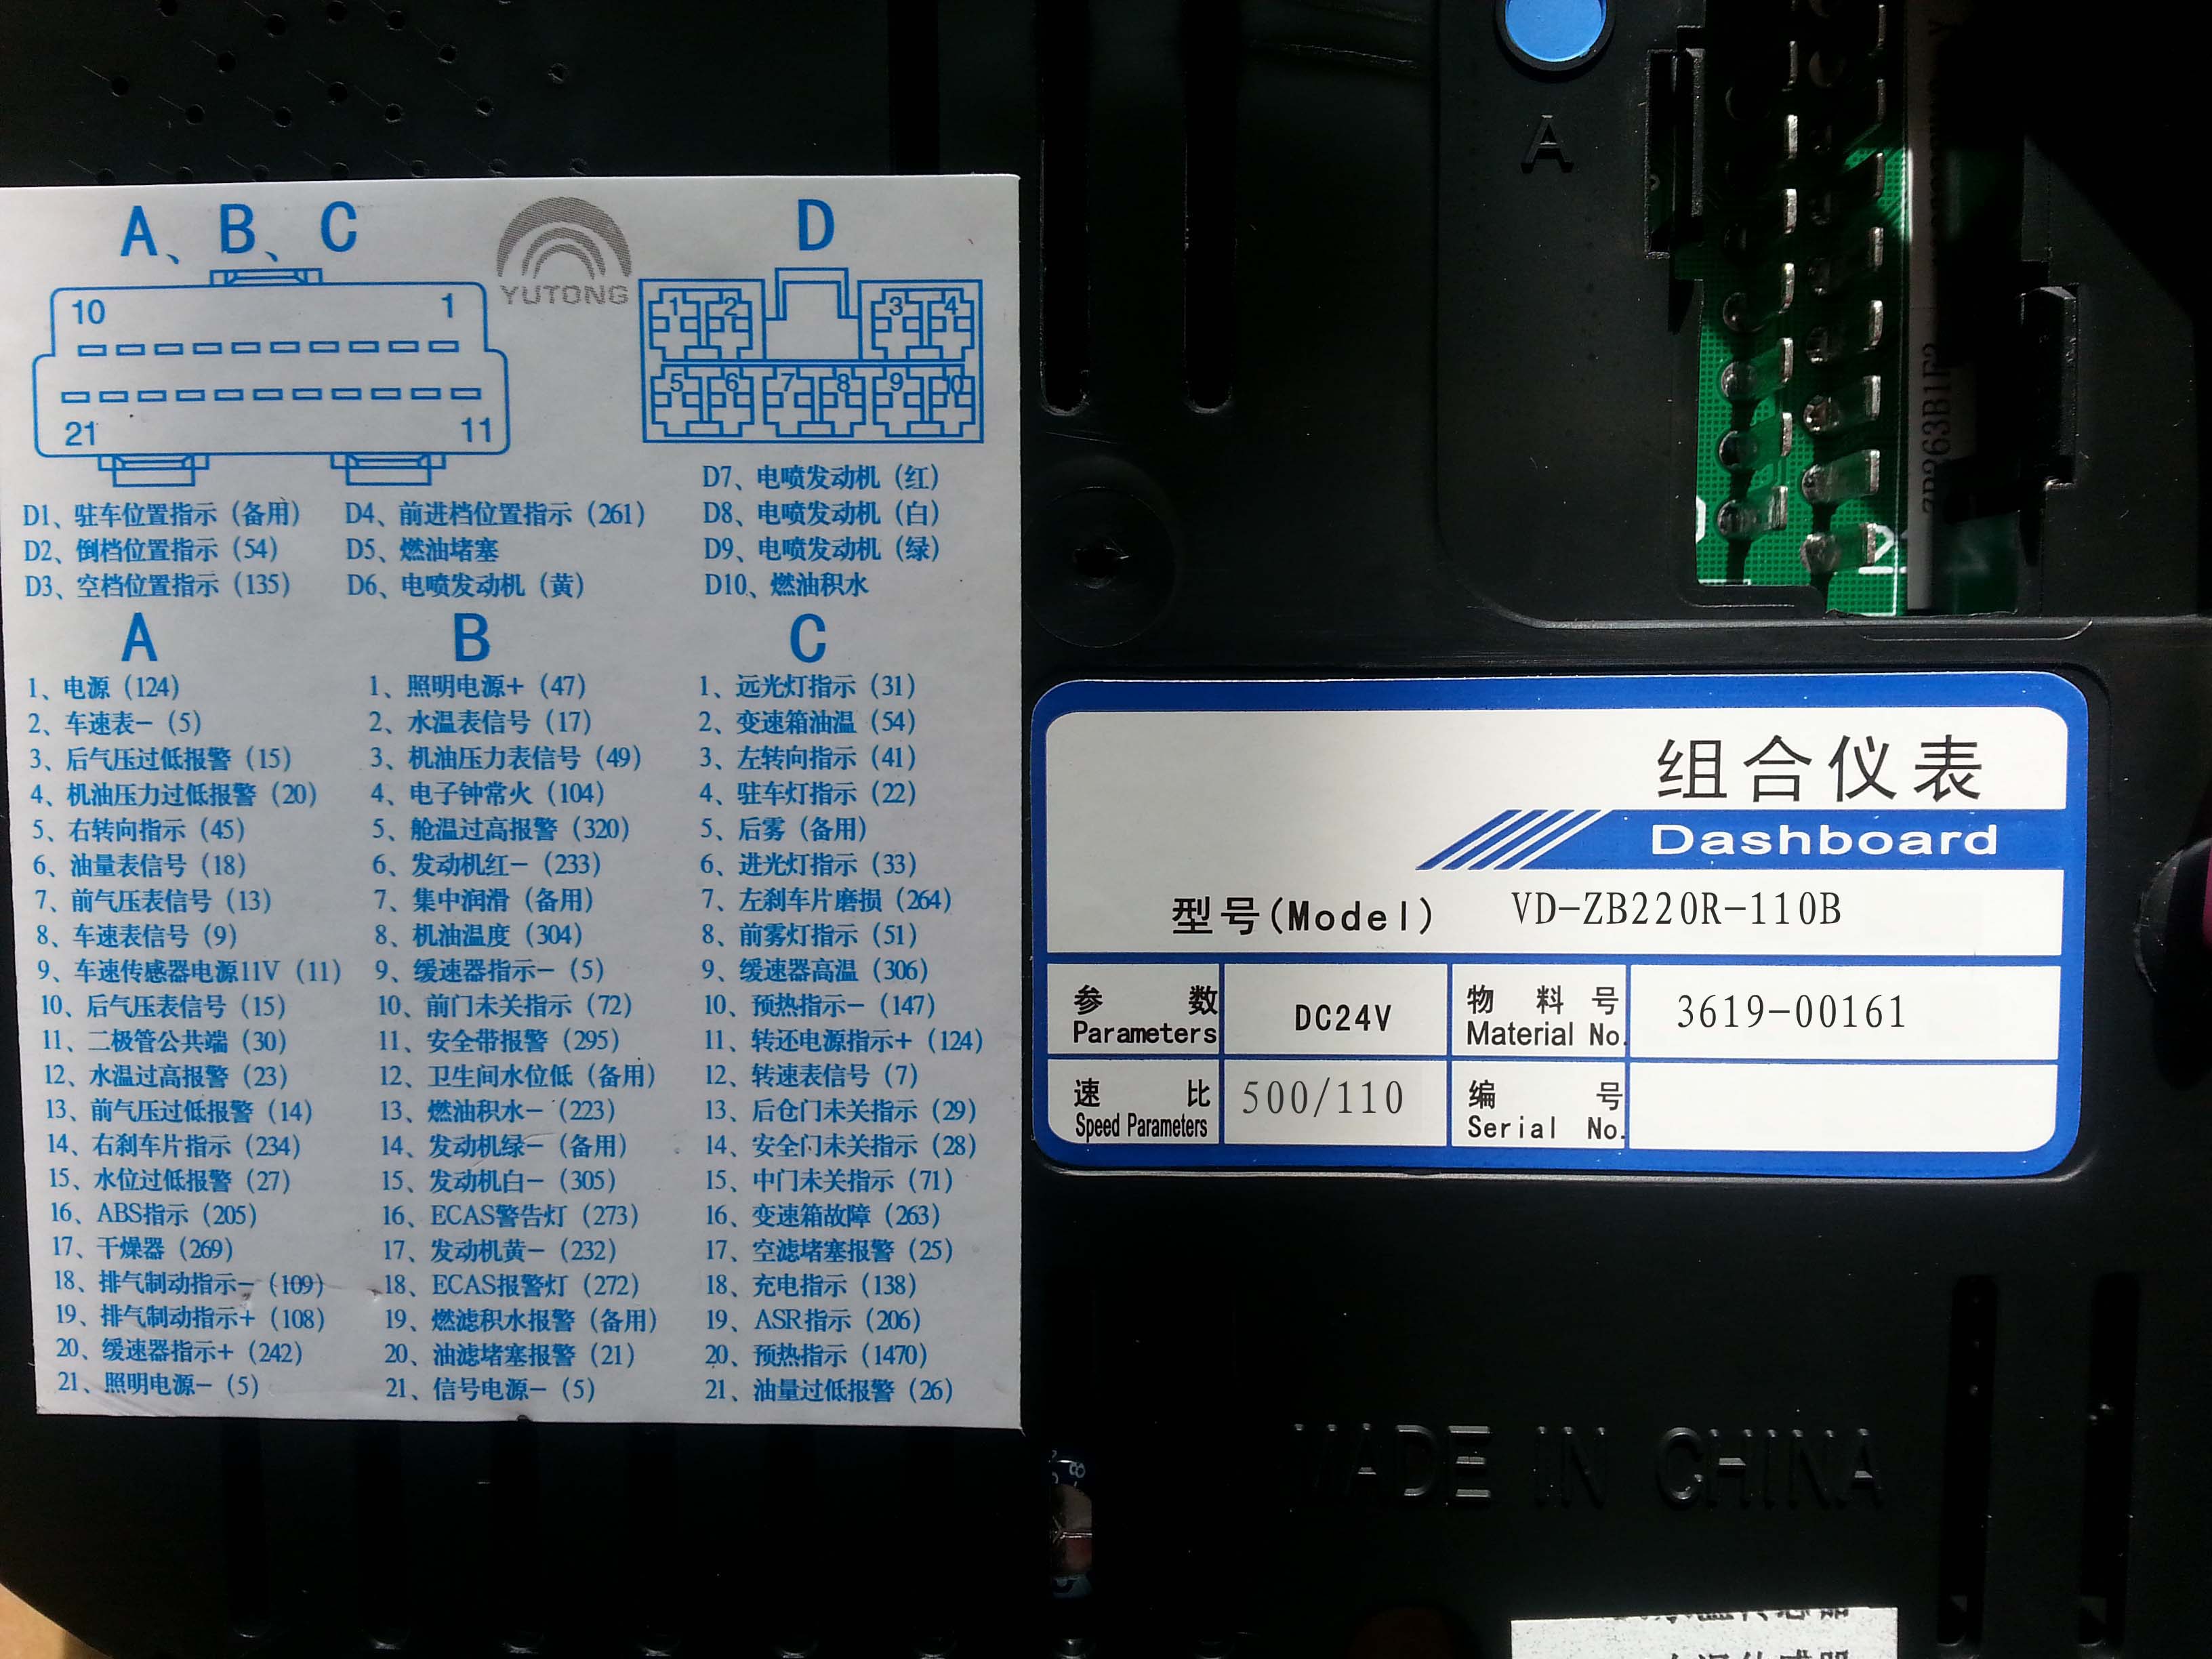 A、B、C
YUTONG
D
10 1
21 11
1 2 3 4
5 6 7 8 9 10
D1、驻车位置指示（备用）
D2、倒档位置指示（54）
D3、空档位置指示（135）
D4、前进档位置指示（261）
D5、燃油堵塞
D6、电喷发动机（黄）
D7、电喷发动机（红）
D8、电喷发动机（白）
D9、电喷发动机（绿）
D10、燃油积水
A
1、电源（124）
2、车速表－（5）
3、后气压过低报警（15）
4、机油压力过低报警（20）
5、右转向指示（45）
6、油量表信号（18）
7、前气压表信号（13）
8、车速表信号（9）
9、车速传感器电源11V（11）
10、后气压表信号（15）
11、二极管公共端（30）
12、水温过高报警（23）
13、前气压过低报警（14）
14、右刹车片指示（234）
15、水位过低报警（27）
16、ABS指示（205）
17、干燥器（269）
18、排气制动指示－（109）
19、排气制动指示＋（108）
20、缓速器指示＋（242）
21、照明电源－（5）
B
1、照明电源＋（47）
2、水温表信号（17）
3、机油压力表信号（49）
4、电子钟常火（104）
5、舱温过高报警（320）
6、发动机红－（233）
7、集中润滑（备用）
8、机油温度（304）
9、缓速器指示－（5）
10、前门未关指示（72）
11、安全带报警（295）
12、卫生间水位低（备用）
13、燃油积水－（223）
14、发动机绿－（备用）
15、发动机白－（305）
16、ECAS警告灯（273）
17、发动机黄－（232）
18、ECAS报警灯（272）
19、燃滤积水报警（备用）
20、油滤堵塞报警（21）
21、信号电源－（5）
C
1、远光灯指示（31）
2、变速箱油温（54）
3、左转向指示（41）
4、驻车灯指示（22）
5、后雾（备用）
6、进光灯指示（33）
7、左刹车片磨损（264）
8、前雾灯指示（51）
9、缓速器高温（306）
10、预热指示－（147）
11、转还电源指示＋（124）
12、转速表信号（7）
13、后仓门未关指示（29）
14、安全门未关指示（28）
15、中门未关指示（71）
16、变速箱故障（263）
17、空滤堵塞报警（25）
18、充电指示（138）
19、ASR指示（206）
20、预热指示（1470）
21、油量过低报警（26）
A
21
组合仪表
Dashboard
型号(Model) VD-ZB220R-110B
参数 Parameters DC24V 物料号 Material No. 3619-00161
速比 Speed Parameters 500/110 编号 Serial No.
MADE IN CHINA